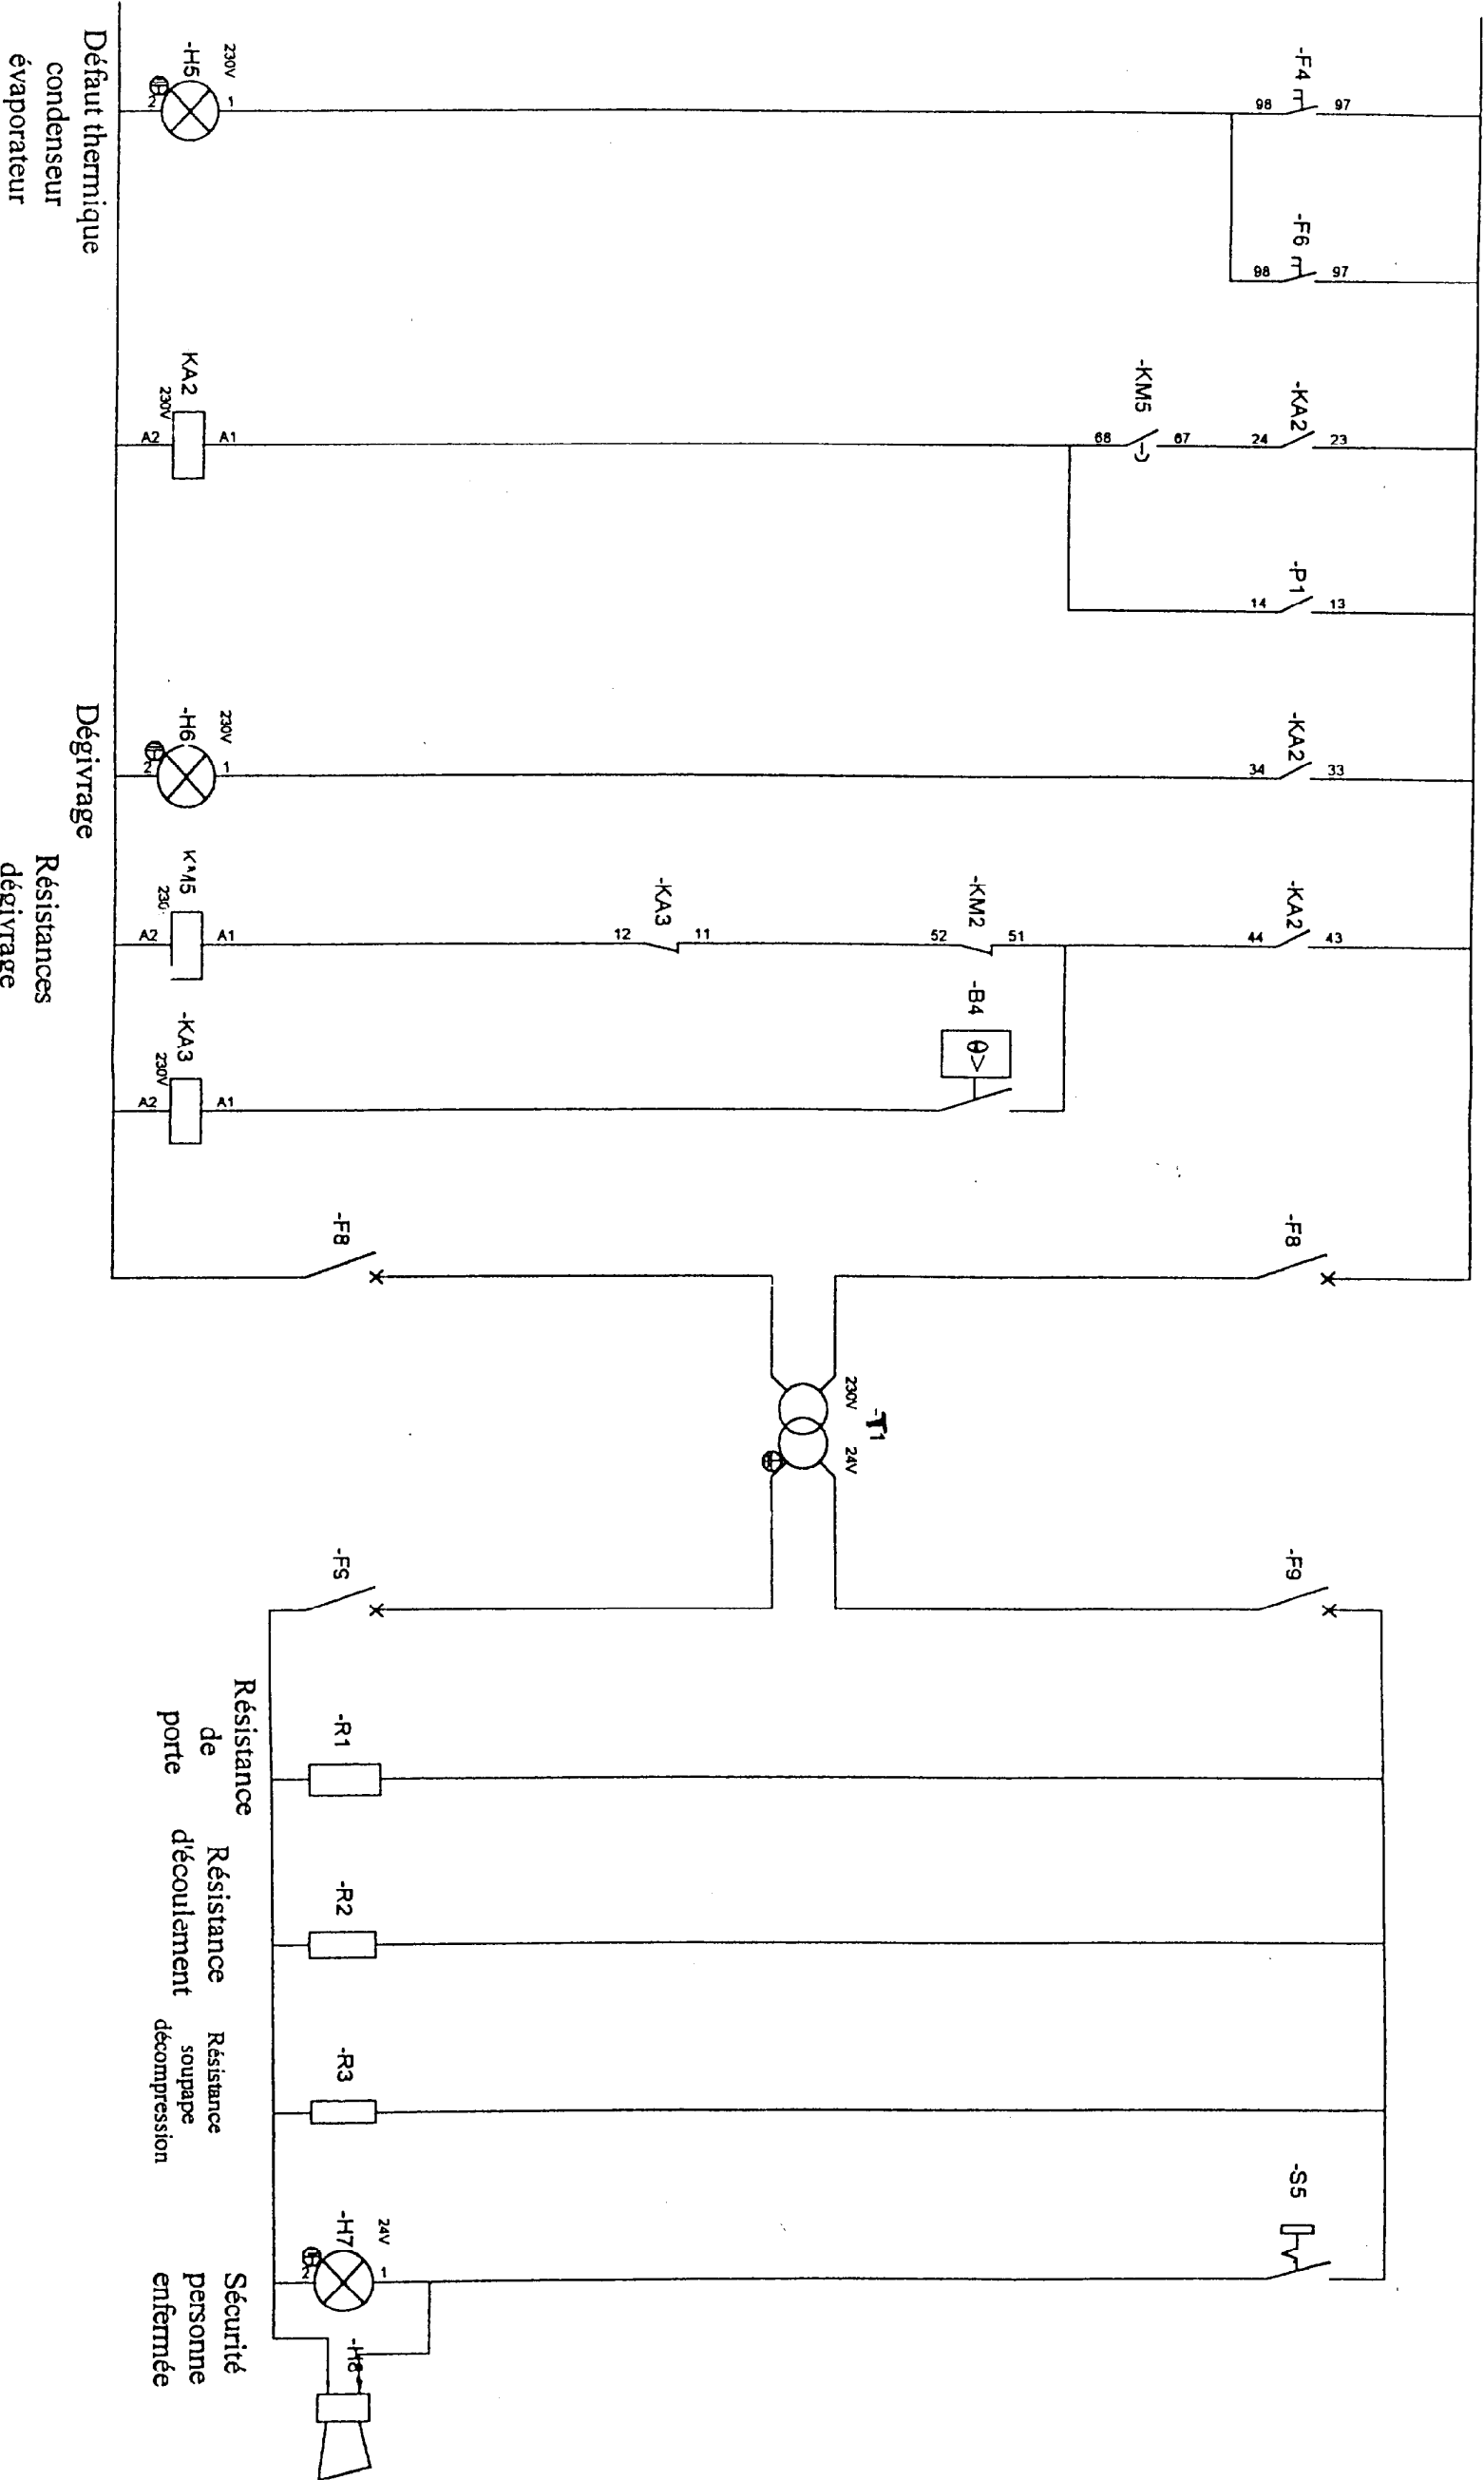 -F4
97
98
-F6
97
98
-H5
230V
1
2
Défaut thermique
condenseur
évaporateur
-KA2
23
24
-KM5
67
68
-P1
13
14
KA2
230V
A1
A2
-KA2
33
34
-H6
230V
1
2
Dégivrage
-KA2
43
44
-KM2
51
52
-KA3
11
12
A1
A2
Résistances
dégivrage
-B4
θ>
-KA3
230V
A1
A2
-F8
-F8
-T1
230V
24V
-F9
-F9
-R1
Résistance
de
porte
-R2
Résistance
d'écoulement
-R3
Résistance
soupape
décompression
-S5
-H7
24V
1
2
-H8
Sécurité
personne
enfermée